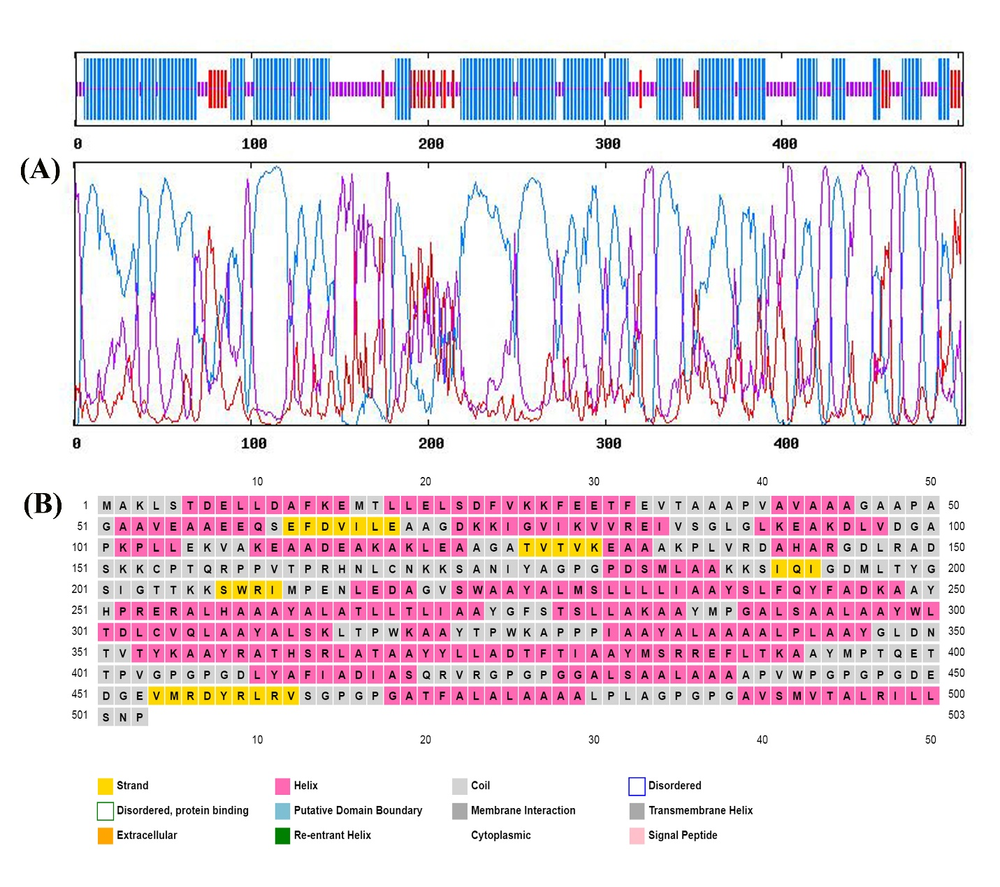 0 100 200 300 400
(A)
0 100 200 300 400
10 20 30 40 50
(B)
1 M A K L S T D E L L D A F K E M T L L E L S D F V K K F E E T F E V T A A A P V A V A A A G A A P A 50
51 G A A V E A A E E Q S E F D V I L E A A G D K K I G V I K V V R E I V S G L G L K E A K D L V D G A 100
101 P K P L L E K V A K E A A D E A K A K L E A A G A T V T V K E A A A K P L V R D A H A R G D L R A D 150
151 S K K C P T Q R P P V T P R H N L C N K K S A N I Y A G P G P D S M L A A K K S I Q I G D M L T Y G 200
201 S I G T T K K S W R I M P E N L E D A G V S W A A Y A L M S L L L L I A A Y S L F Q Y F A D K A A Y 250
251 H P R E R A L H A A A Y A L A T L L T L I A A Y G F S T S L L A K A A Y M P G A L S A A L A A Y W L 300
301 T D L C V Q L A A Y A L S K L T P W K A A Y T P W K A P P P I A A Y A L A A A A L P L A A Y G L D N 350
351 T V T Y K A A Y R A T H S R L A T A A Y Y L L A D T F T I A A Y M S R R E F L T K A A Y M P T Q E T 400
401 T P V G P G P G D L Y A F I A D I A S Q R V R G P G P G G A L S A A L A A A A P V W P G P G P G D E 450
451 D G E V M R D Y R L R V S G P G P G A T F A L A L A A A A L P L A G P G P G A V S M V T A L R I L L 500
501 S N P 503
10 20 30 40 50
Strand Helix Coil Disordered
Disordered, protein binding Putative Domain Boundary Membrane Interaction Transmembrane Helix
Extracellular Re-entrant Helix Cytoplasmic Signal Peptide